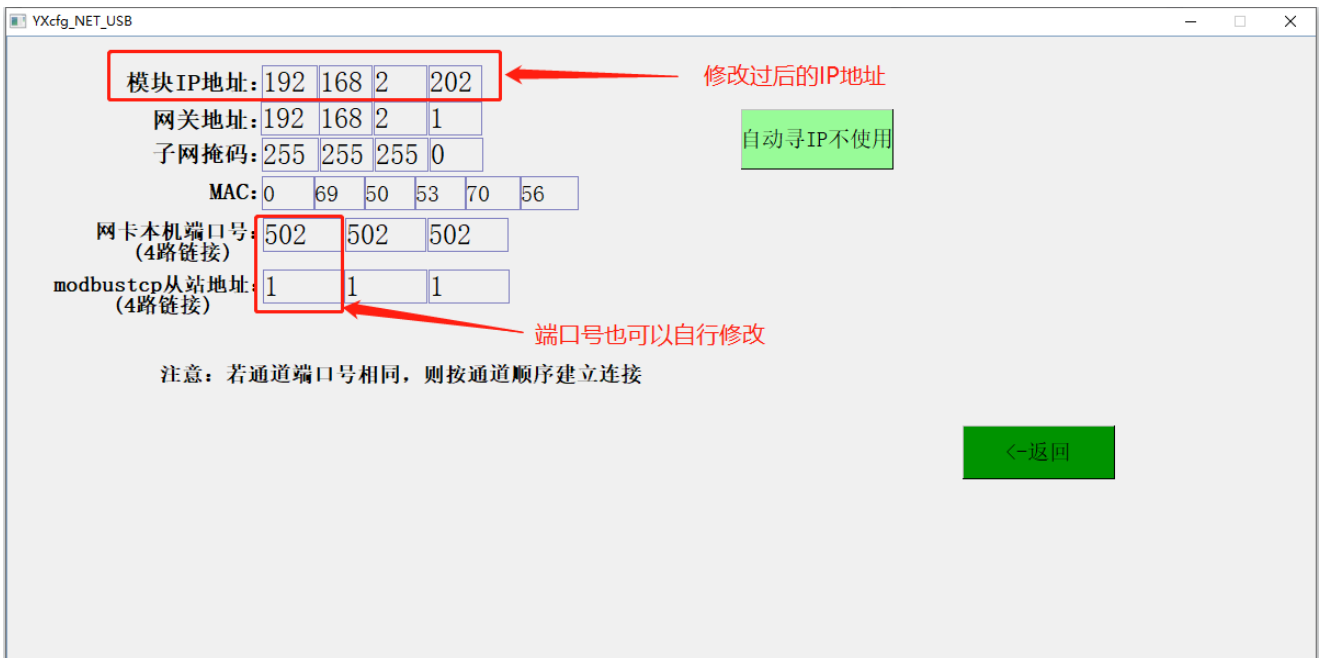 YXcfg_NET_USB
模块IP地址: 192 168 2 202
修改过后的IP地址
网关地址: 192 168 2 1
自动寻IP不使用
子网掩码: 255 255 255 0
MAC: 0 69 50 53 70 56
网卡本机端口号: 502 502 502
(4路链接)
modbustcp从站地址: 1 1 1
(4路链接)
端口号也可以自行修改
注意：若通道端口号相同，则按通道顺序建立连接
<-返回